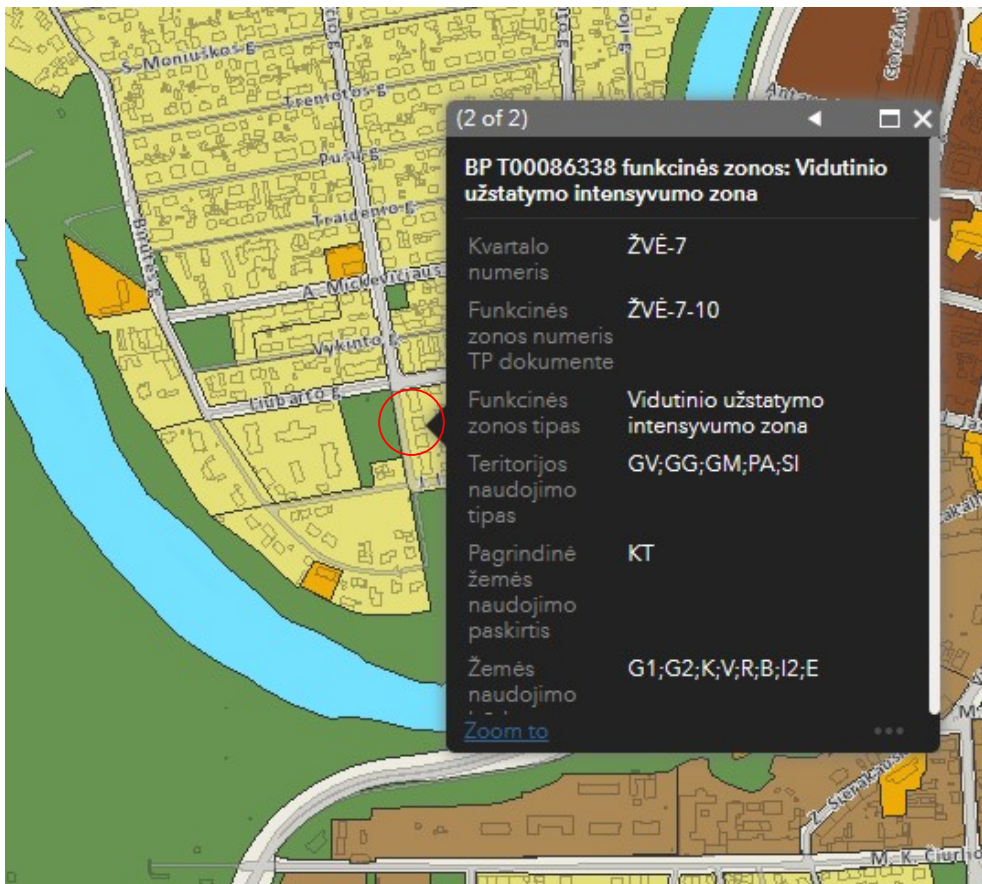 S. Moniuškos g.
Treniotos g.
Pušų g.
Traidenio g.
Birutės g.
A. Mickevičiaus
Vykinto g.
Liubarto g.
(2 of 2)
BP T00086338 funkcinės zonos: Vidutinio
užstatymo intensyvumo zona
Kvartalo
numeris
ŽVĖ-7
Funkcinės
zonos numeris
TP dokumente
ŽVĖ-7-10
Funkcinės
zonos tipas
Vidutinio užstatymo
intensyvumo zona
Teritorijos
naudojimo
tipas
GV;GG;GM;PA;SI
Pagrindinė
žemės
naudojimo
paskirtis
KT
Žemės
naudojimo
G1;G2;K;V;R;B;I2;E
Zoom to
M. K. Čiurlio